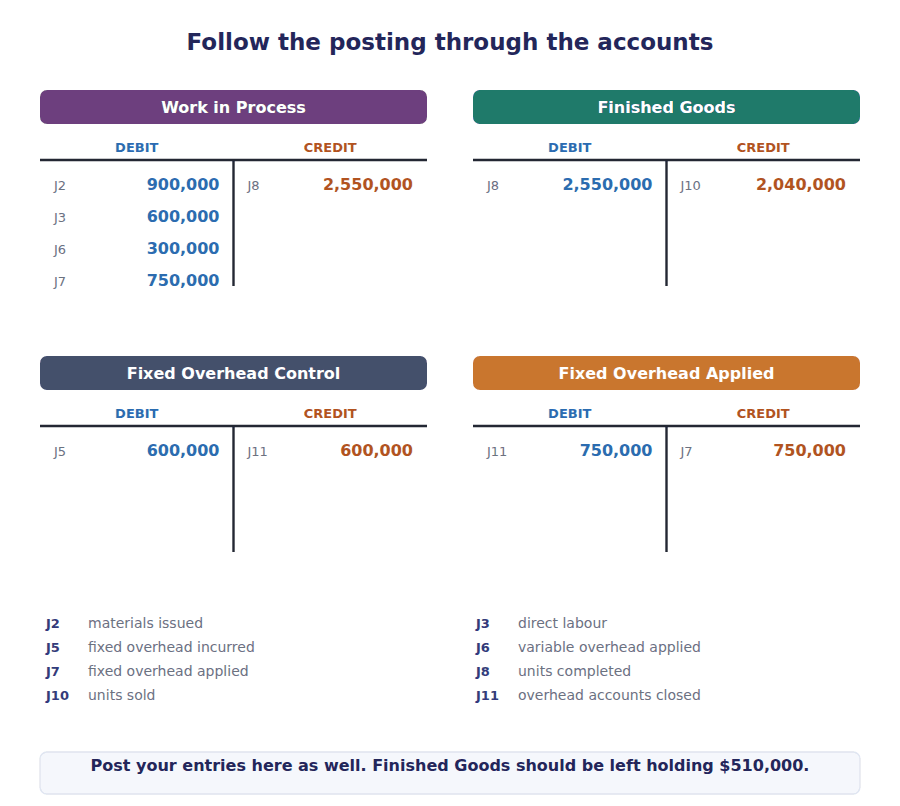 Follow the posting through the accounts
Work in Process
DEBIT CREDIT
J2 900,000 J8 2,550,000
J3 600,000
J6 300,000
J7 750,000
Finished Goods
DEBIT CREDIT
J8 2,550,000 J10 2,040,000
Fixed Overhead Control
DEBIT CREDIT
J5 600,000 J11 600,000
Fixed Overhead Applied
DEBIT CREDIT
J11 750,000 J7 750,000
J2 materials issued
J5 fixed overhead incurred
J7 fixed overhead applied
J10 units sold
J3 direct labour
J6 variable overhead applied
J8 units completed
J11 overhead accounts closed
Post your entries here as well. Finished Goods should be left holding $510,000.